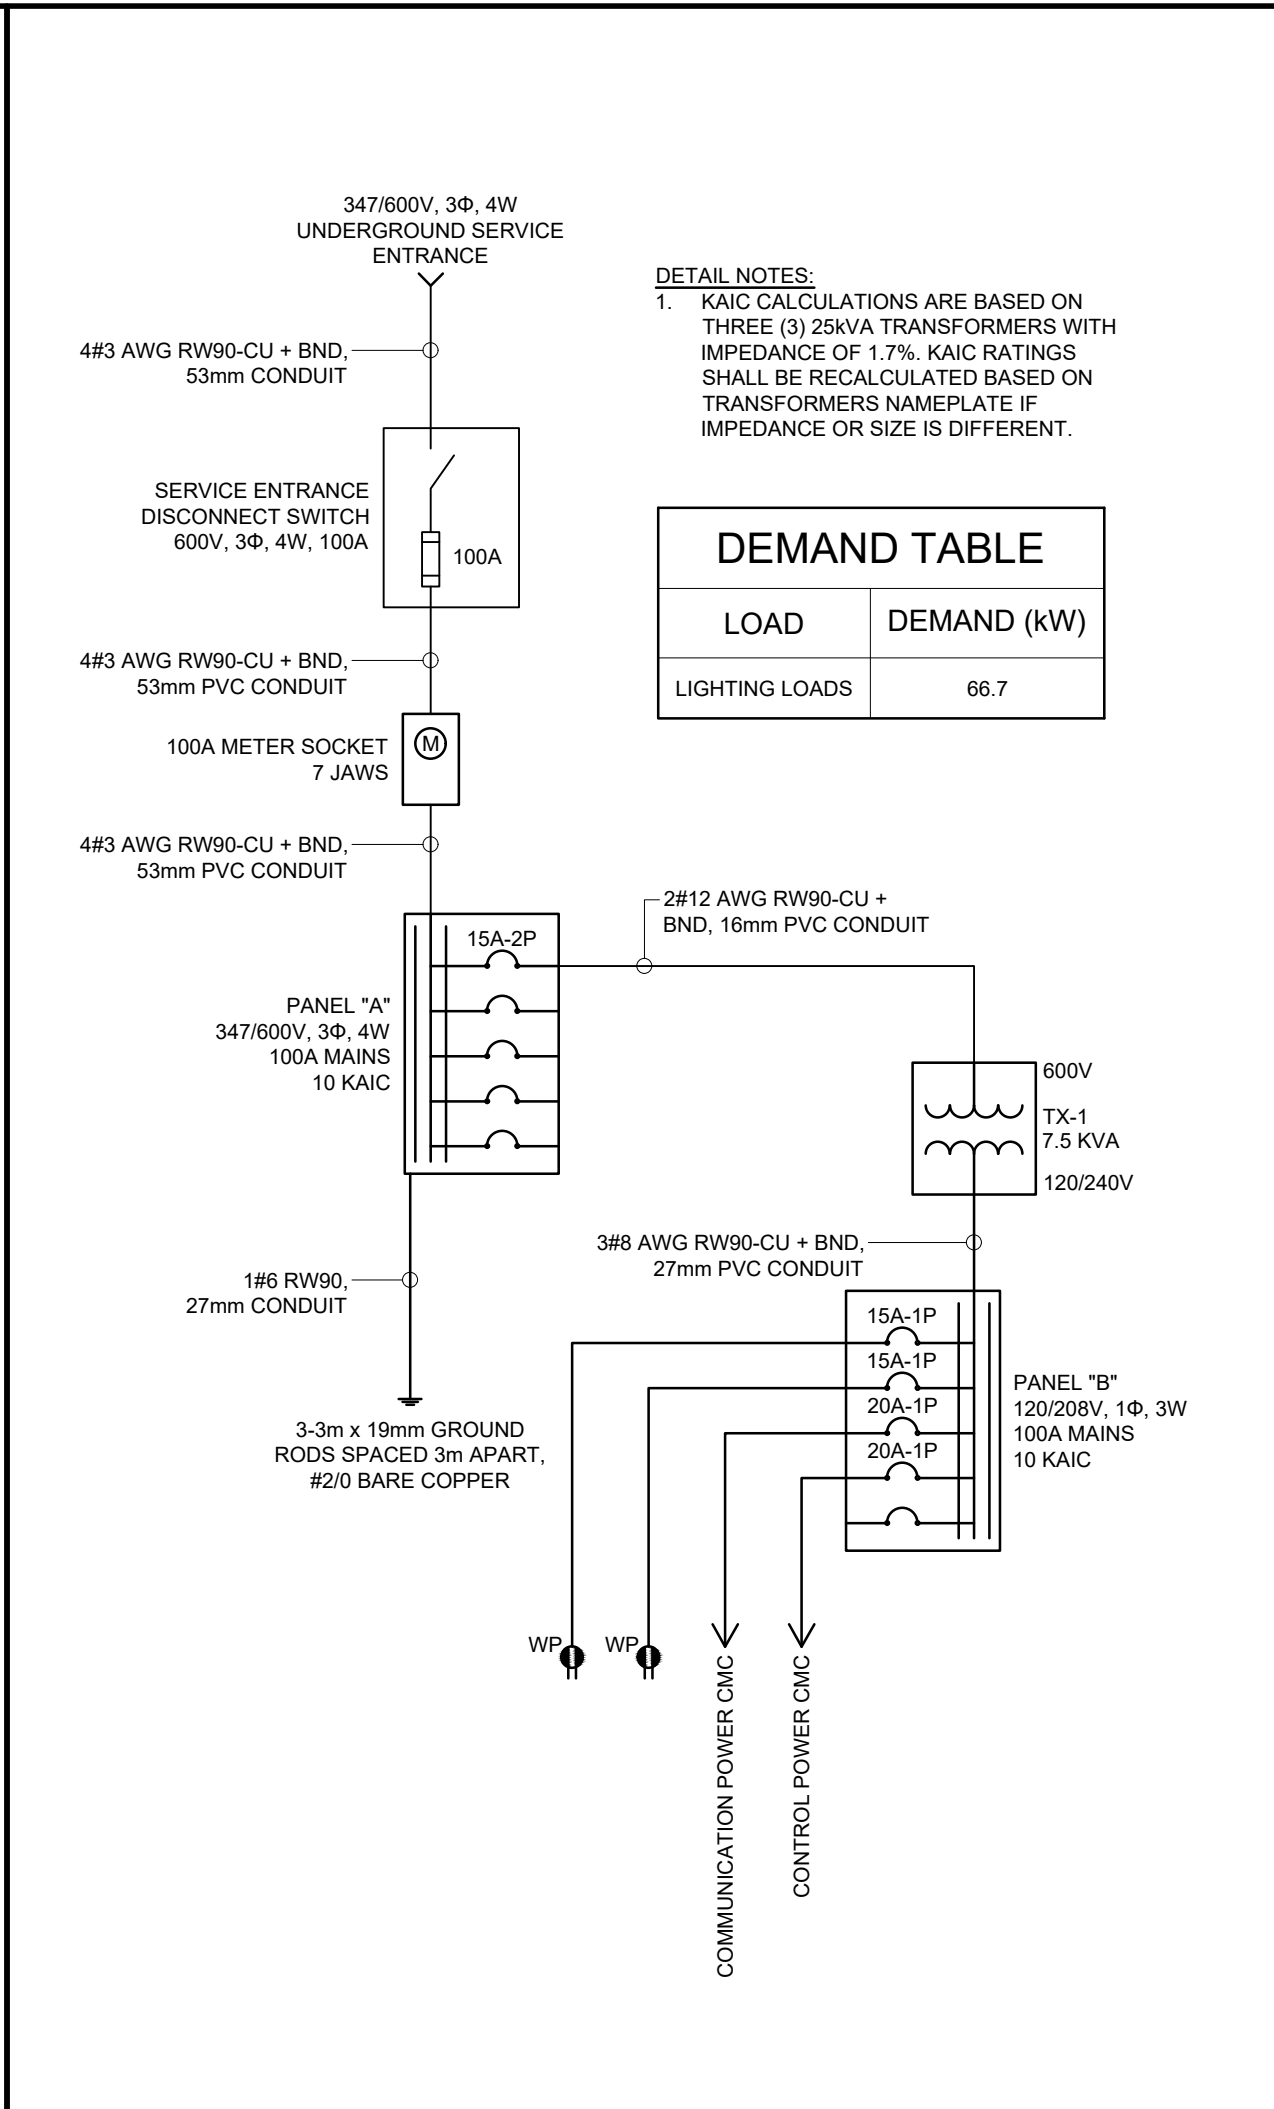 347/600V, 3Φ, 4W
UNDERGROUND SERVICE
ENTRANCE
DETAIL NOTES:
1. KAIC CALCULATIONS ARE BASED ON
THREE (3) 25kVA TRANSFORMERS WITH
IMPEDANCE OF 1.7%. KAIC RATINGS
SHALL BE RECALCULATED BASED ON
TRANSFORMERS NAMEPLATE IF
IMPEDANCE OR SIZE IS DIFFERENT.
4#3 AWG RW90-CU + BND,
53mm CONDUIT
SERVICE ENTRANCE
DISCONNECT SWITCH
600V, 3Φ, 4W, 100A
100A
DEMAND TABLE
LOAD
DEMAND (kW)
LIGHTING LOADS
66.7
4#3 AWG RW90-CU + BND,
53mm PVC CONDUIT
100A METER SOCKET
7 JAWS
M
4#3 AWG RW90-CU + BND,
53mm PVC CONDUIT
2#12 AWG RW90-CU +
BND, 16mm PVC CONDUIT
15A-2P
PANEL "A"
347/600V, 3Φ, 4W
100A MAINS
10 KAIC
600V
TX-1
7.5 KVA
120/240V
3#8 AWG RW90-CU + BND,
27mm PVC CONDUIT
1#6 RW90,
27mm CONDUIT
3-3m x 19mm GROUND
RODS SPACED 3m APART,
#2/0 BARE COPPER
15A-1P
15A-1P
20A-1P
20A-1P
PANEL "B"
120/208V, 1Φ, 3W
100A MAINS
10 KAIC
WP
WP
COMMUNICATION POWER CMC
CONTROL POWER CMC